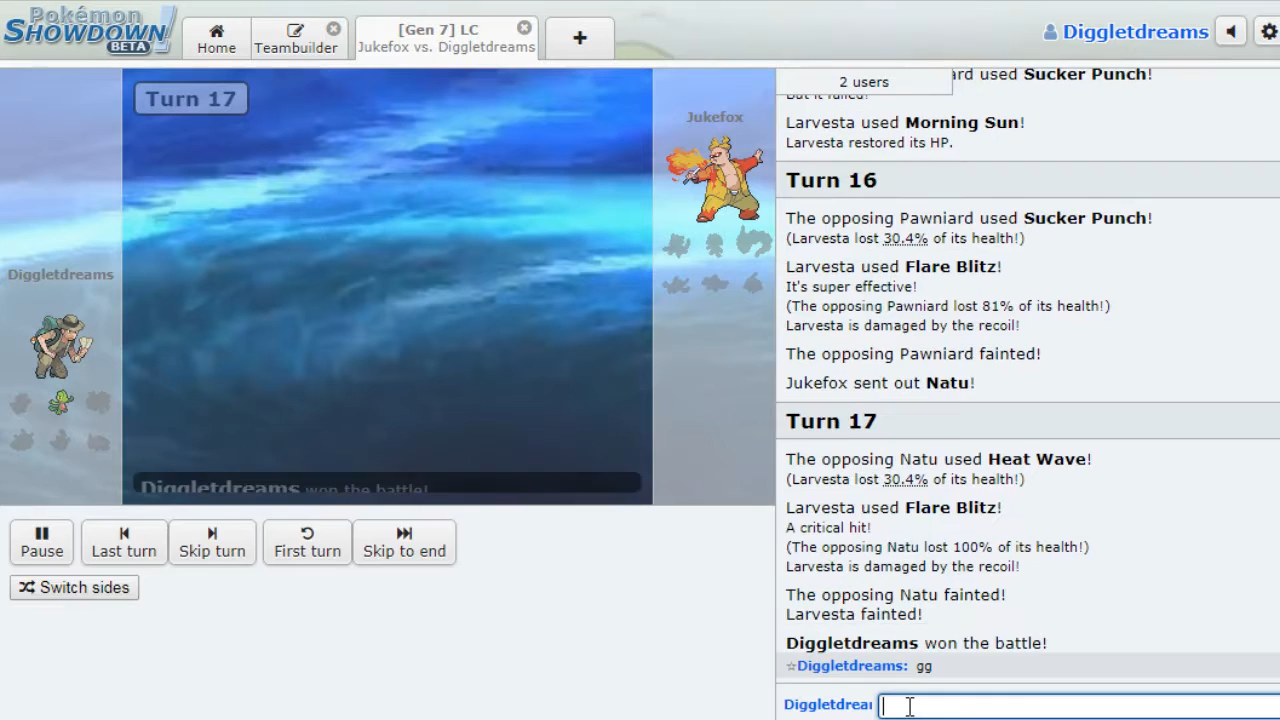 Pokémon
SHOWDOWN!
BETA
Home
Teambuilder
[Gen 7] LC
Jukefox vs. Diggletdreams
+
Diggletdreams
Turn 17
Jukefox
Diggletdreams
Diggletdreams won the battle!
Pause
Last turn
Skip turn
First turn
Skip to end
Switch sides
2 users
ard used Sucker Punch!
But it failed!
Larvesta used Morning Sun!
Larvesta restored its HP.
Turn 16
The opposing Pawniard used Sucker Punch!
(Larvesta lost 30.4% of its health!)
Larvesta used Flare Blitz!
It's super effective!
(The opposing Pawniard lost 81% of its health!)
Larvesta is damaged by the recoil!
The opposing Pawniard fainted!
Jukefox sent out Natu!
Turn 17
The opposing Natu used Heat Wave!
(Larvesta lost 30.4% of its health!)
Larvesta used Flare Blitz!
A critical hit!
(The opposing Natu lost 100% of its health!)
Larvesta is damaged by the recoil!
The opposing Natu fainted!
Larvesta fainted!
Diggletdreams won the battle!
☆Diggletdreams: gg
Diggletdrear